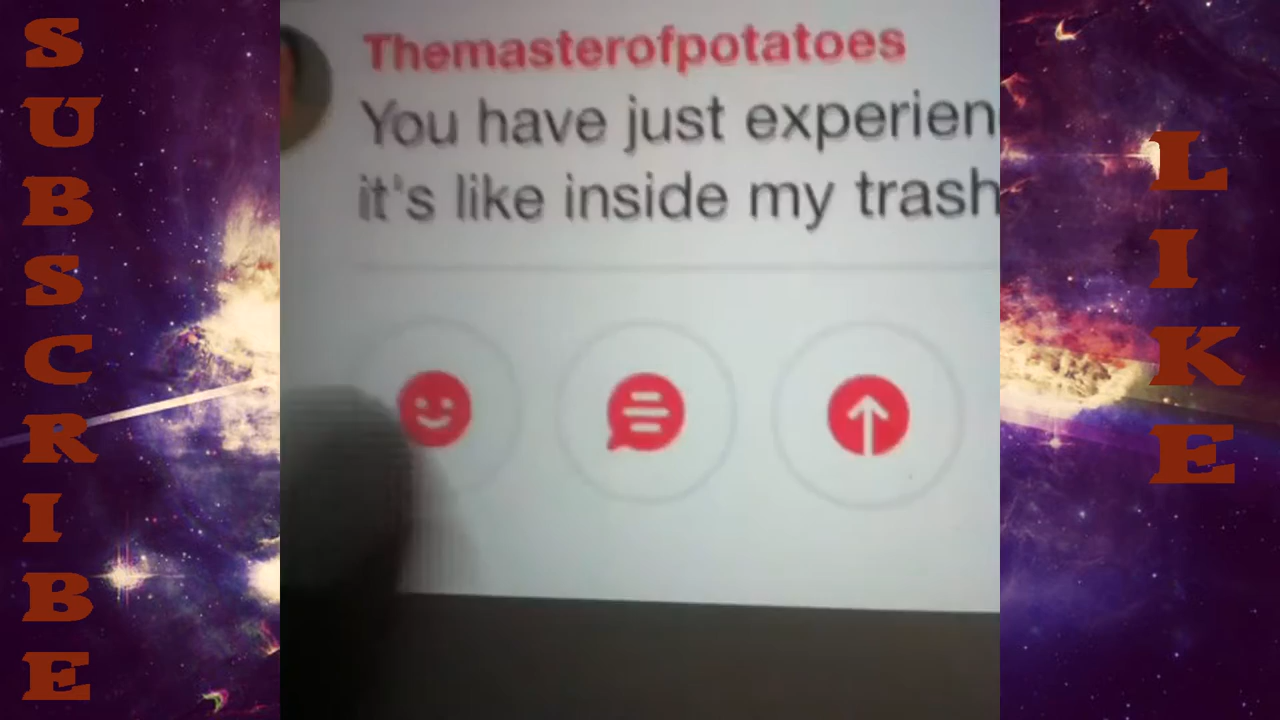 SUBSCRIBE
Themasterofpotatoes
You have just experien
it's like inside my trash
LIKE